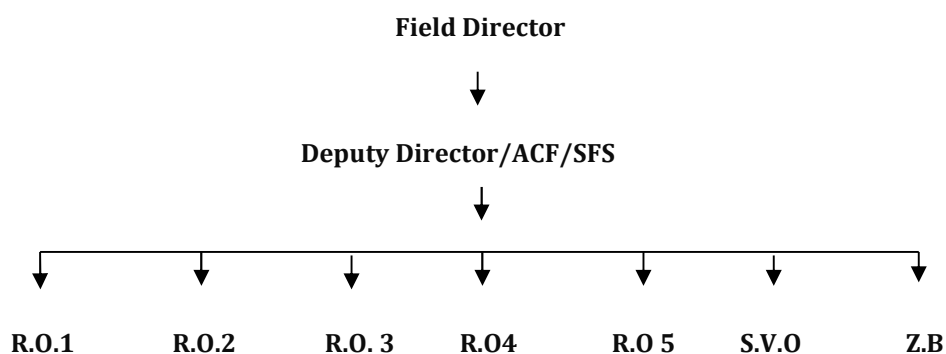 Field Director
Deputy Director/ACF/SFS
R.O.1 R.O.2 R.O. 3 R.O4 R.O 5 S.V.O Z.B